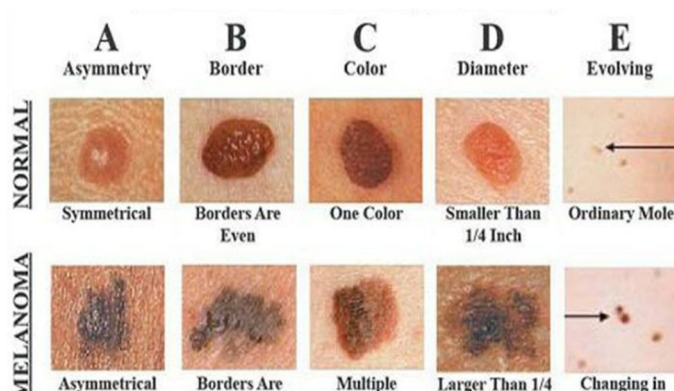 A B C D E
Asymmetry Border Color Diameter Evolving
NORMAL
Symmetrical Borders Are Even One Color Smaller Than 1/4 Inch Ordinary Mole
MELANOMA
Asymmetrical Borders Are Multiple Larger Than 1/4 Changing in